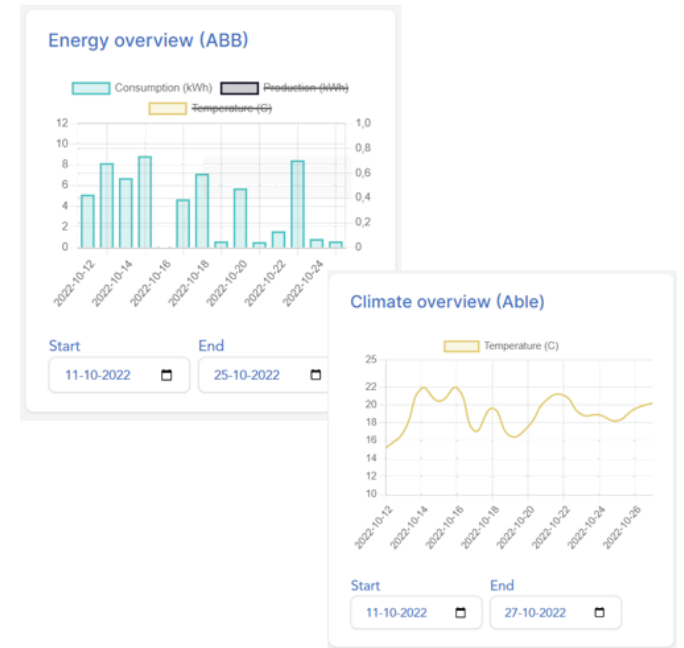 Energy overview (ABB)
Consumption (kWh) Production (kWh)
Temperature (C)
12 1,0
10 0,8
8 0,6
6 0,4
4 0,2
2 0
0
2022-10-12 2022-10-14 2022-10-16 2022-10-18 2022-10-20 2022-10-22 2022-10-24
Start End
11-10-2022 25-10-2022
Climate overview (Able)
Temperature (C)
25
22
20
18
16
14
12
10
2022-10-12 2022-10-14 2022-10-16 2022-10-18 2022-10-20 2022-10-22 2022-10-24 2022-10-26
Start End
11-10-2022 27-10-2022